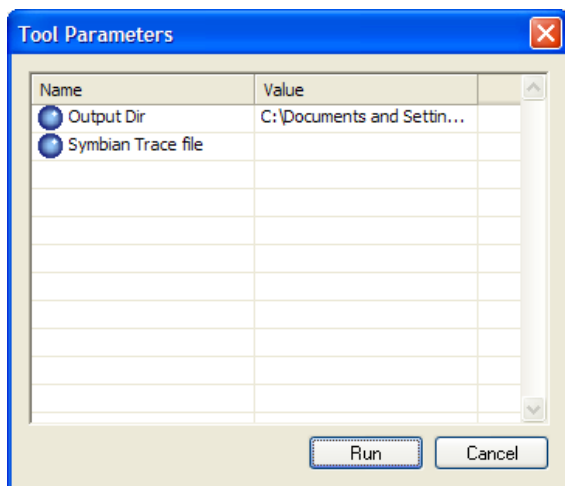 Tool Parameters
Name Value
Output Dir C:\Documents and Settin...
Symbian Trace file
Run Cancel